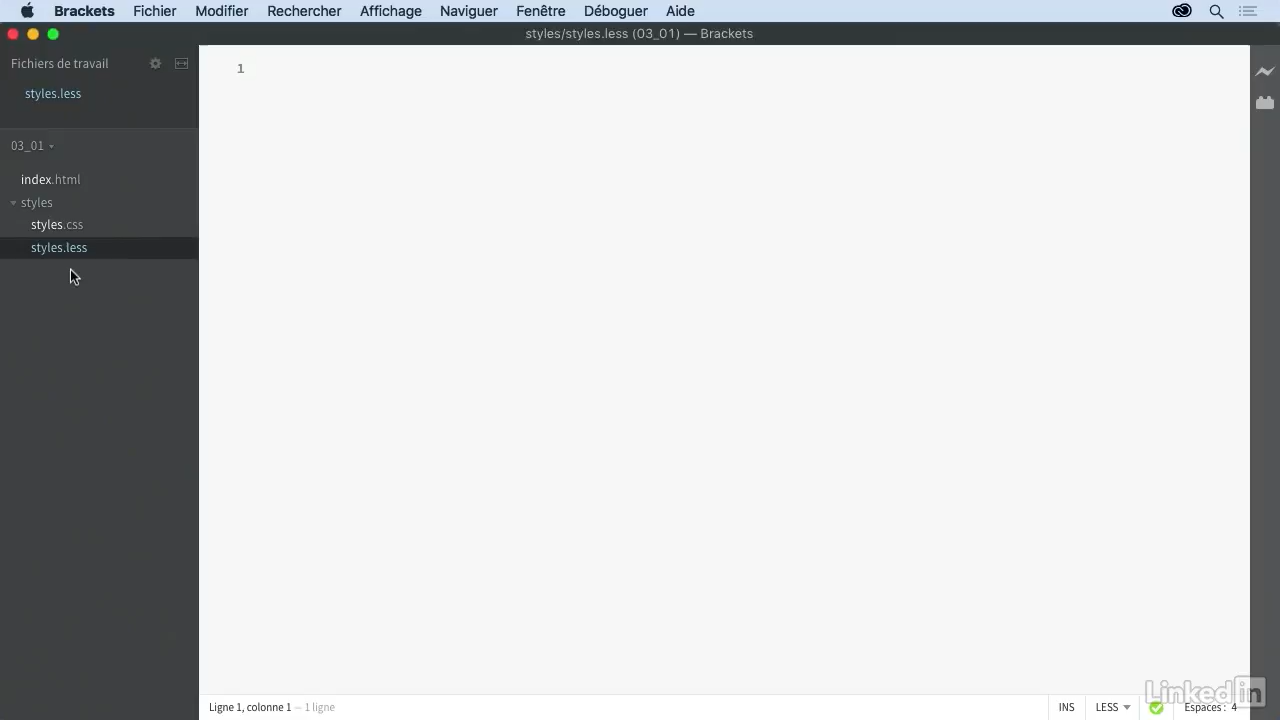 Brackets Fichier Modifier Rechercher Affichage Naviguer Fenêtre Déboguer Aide
styles/styles.less (03_01) — Brackets
Fichiers de travail
styles.less
03_01
index.html
styles
styles.css
styles.less
1
Ligne 1, colonne 1 — 1 ligne
INS LESS Espaces : 4
LinkedIn